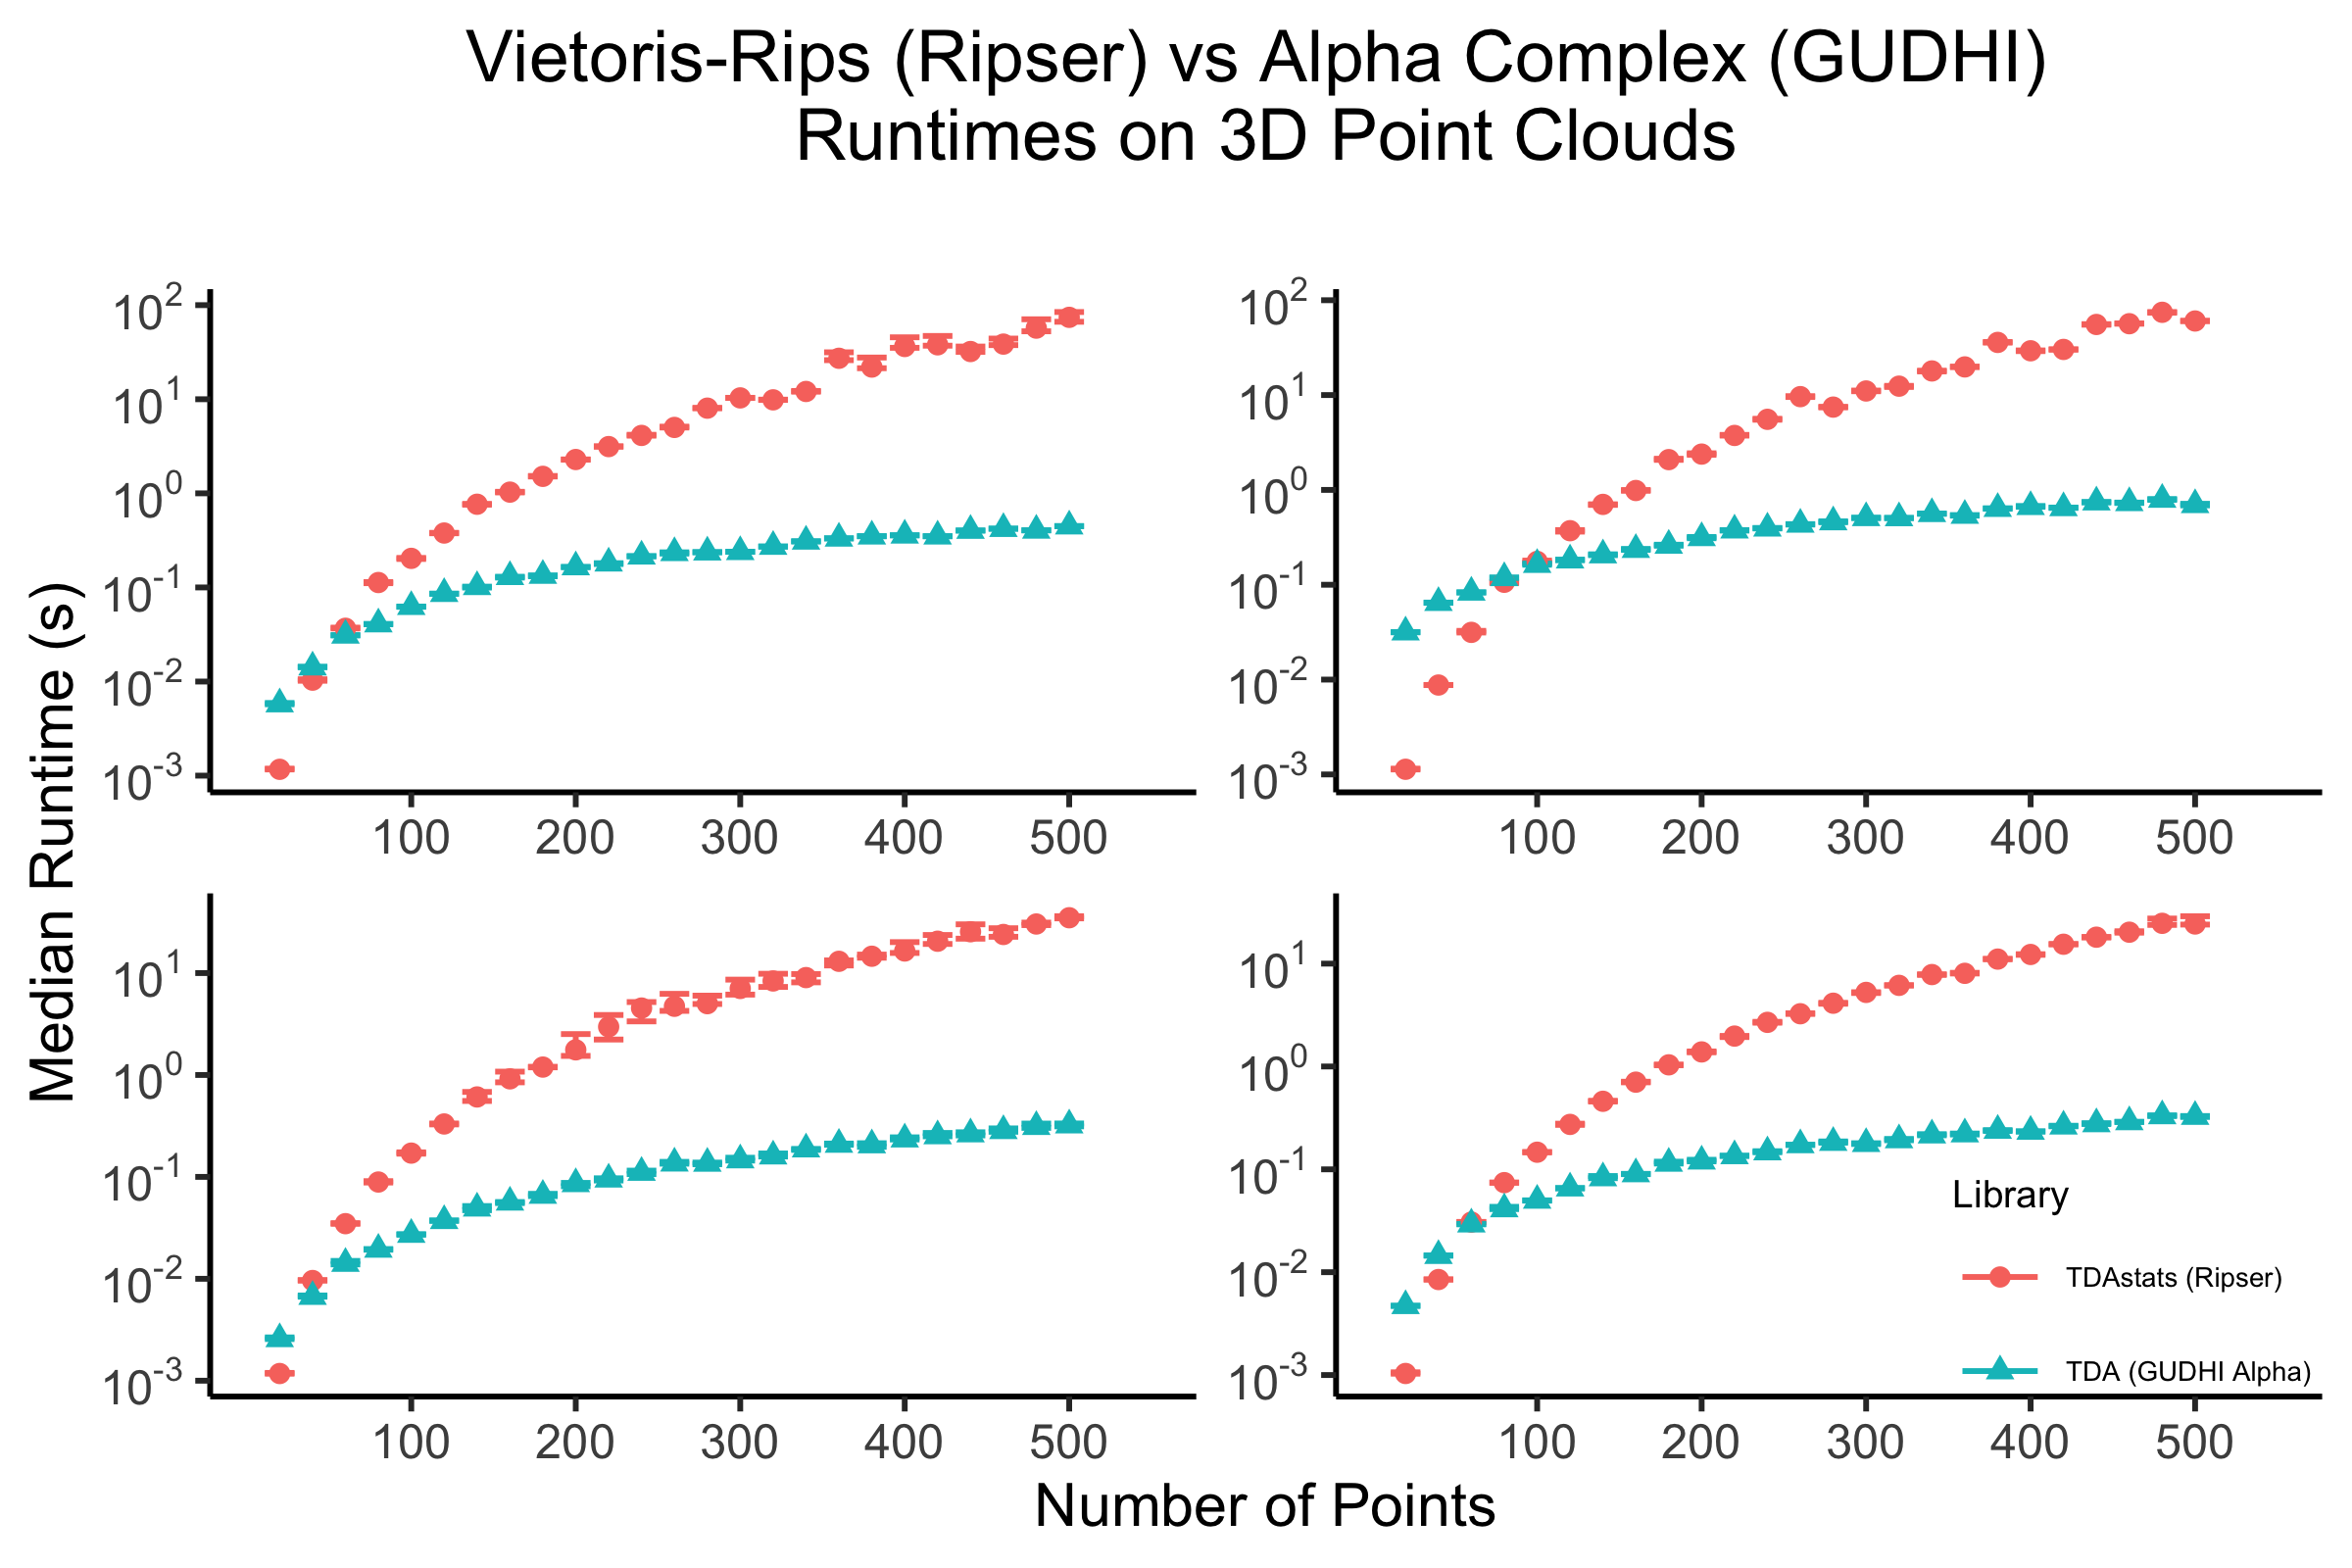 Vietoris-Rips (Ripser) vs Alpha Complex (GUDHI)
Runtimes on 3D Point Clouds
Median Runtime (s)
10^2
10^1
10^0
10^-1
10^-2
10^-3
100 200 300 400 500
10^2
10^1
10^0
10^-1
10^-2
10^-3
100 200 300 400 500
10^1
10^0
10^-1
10^-2
10^-3
100 200 300 400 500
10^1
10^0
10^-1
10^-2
10^-3
100 200 300 400 500
Library
TDAstats (Ripser)
TDA (GUDHI Alpha)
Number of Points